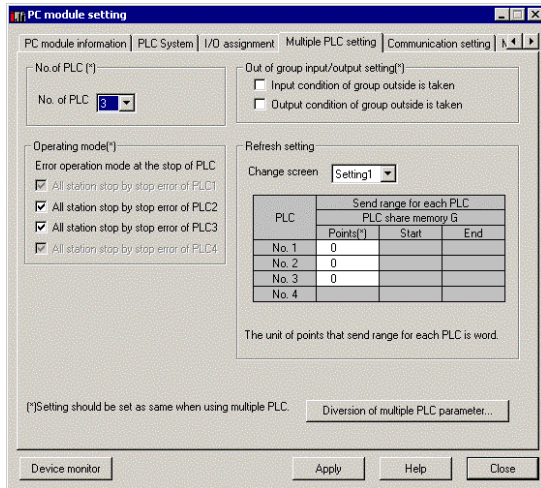 PC module setting
PC module information PLC System I/O assignment Multiple PLC setting Communication setting
No.of PLC (*)
No. of PLC 3
Out of group input/output setting(*)
Input condition of group outside is taken
Output condition of group outside is taken
Operating mode(*)
Error operation mode at the stop of PLC
All station stop by stop error of PLC1
All station stop by stop error of PLC2
All station stop by stop error of PLC3
All station stop by stop error of PLC4
Refresh setting
Change screen Setting1
PLC
Send range for each PLC
PLC share memory G
Points(*) Start End
No. 1 0
No. 2 0
No. 3 0
No. 4
The unit of points that send range for each PLC is word.
(*)Setting should be set as same when using multiple PLC.
Diversion of multiple PLC parameter...
Device monitor Apply Help Close